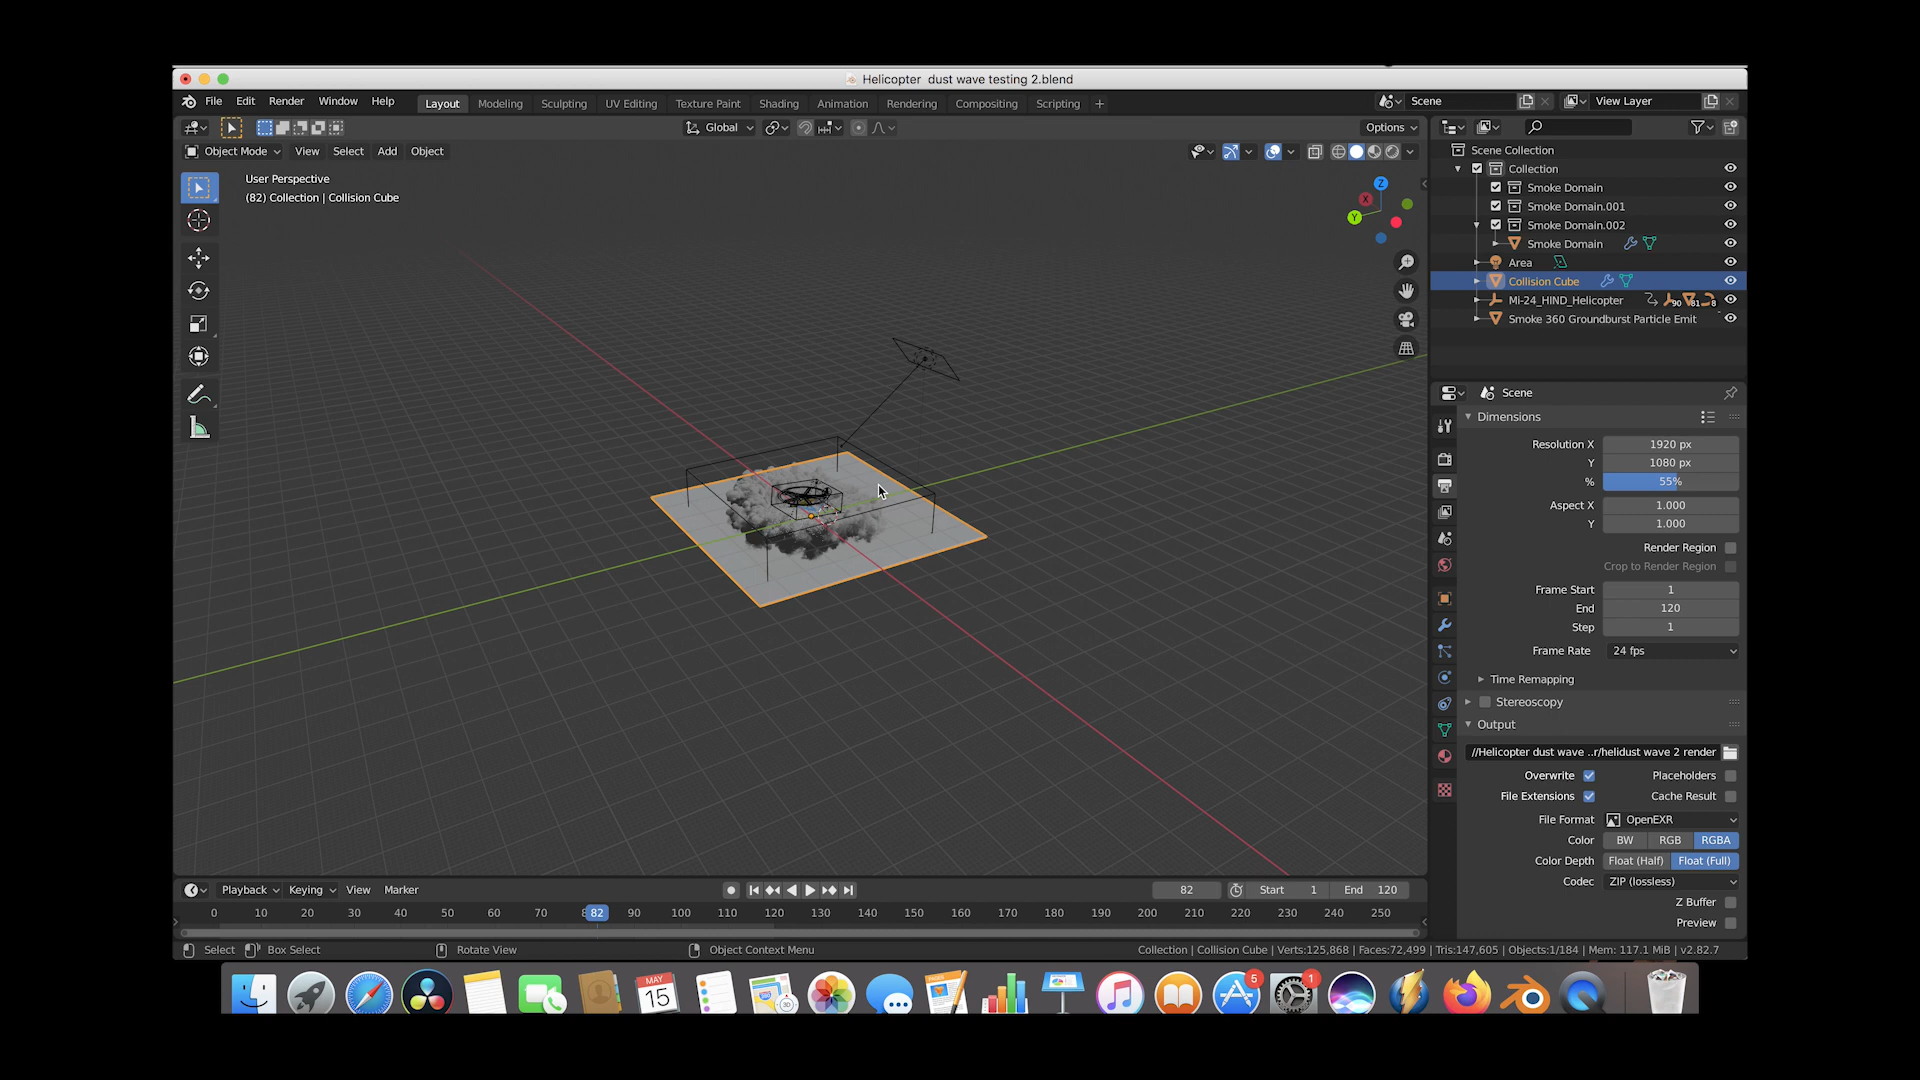 Helicopter  dust wave testing 2.blend
File Edit Render Window Help Layout Modeling Sculpting UV Editing Texture Paint Shading Animation Rendering Compositing Scripting + Scene View Layer
Global Options
Object Mode View Select Add Object
User Perspective
(82) Collection | Collision Cube
Z
X
Y
Scene Collection
Collection
Smoke Domain
Smoke Domain.001
Smoke Domain.002
Smoke Domain
Area
Collision Cube
Mi-24_HIND_Helicopter 90 81 8
Smoke 360 Groundburst Particle Emit
Scene
Dimensions
Resolution X 1920 px
Y 1080 px
% 55%
Aspect X 1.000
Y 1.000
Render Region
Crop to Render Region
Frame Start 1
End 120
Step 1
Frame Rate 24 fps
Time Remapping
Stereoscopy
Output
//Helicopter dust wave ..r/helidust wave 2 render
Overwrite Placeholders
File Extensions Cache Result
File Format OpenEXR
Color BW RGB RGBA
Color Depth Float (Half) Float (Full)
Codec ZIP (lossless)
Z Buffer
Preview
Playback Keying View Marker 82 Start 1 End 120
0 10 20 30 40 50 60 70 82 90 100 110 120 130 140 150 160 170 180 190 200 210 220 230 240 250
Select Box Select Rotate View Object Context Menu Collection | Collision Cube | Verts:125,868 | Faces:72,499 | Tris:147,605 | Objects:1/184 | Mem: 117.1 MiB | v2.82.7
MAY
15
5
1